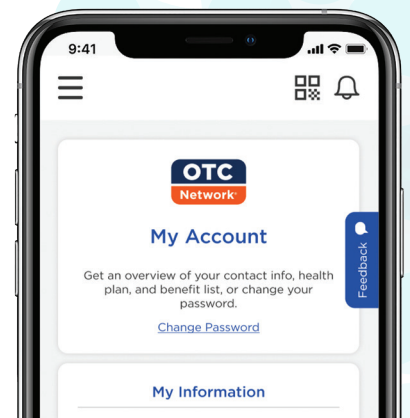 9:41
OTC
Network
My Account
Feedback
Get an overview of your contact info, health
plan, and benefit list, or change your
password.
Change Password
My Information